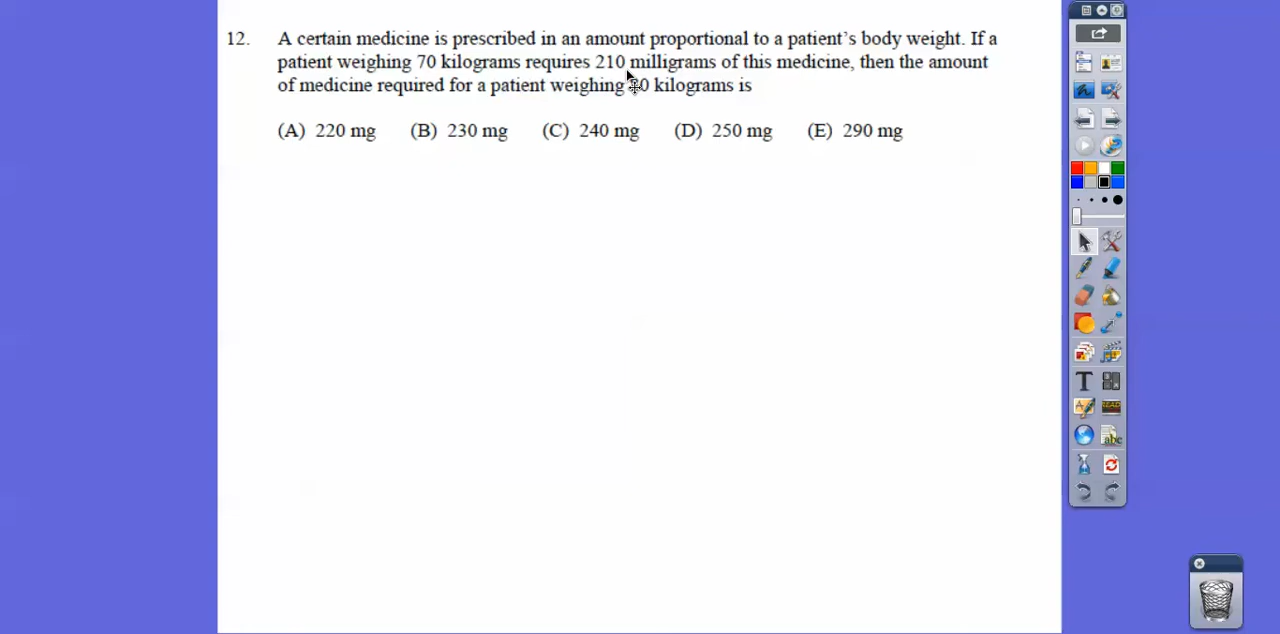 12. A certain medicine is prescribed in an amount proportional to a patient's body weight. If a
patient weighing 70 kilograms requires 210 milligrams of this medicine, then the amount
of medicine required for a patient weighing kilograms is
(A) 220 mg (B) 230 mg (C) 240 mg (D) 250 mg (E) 290 mg